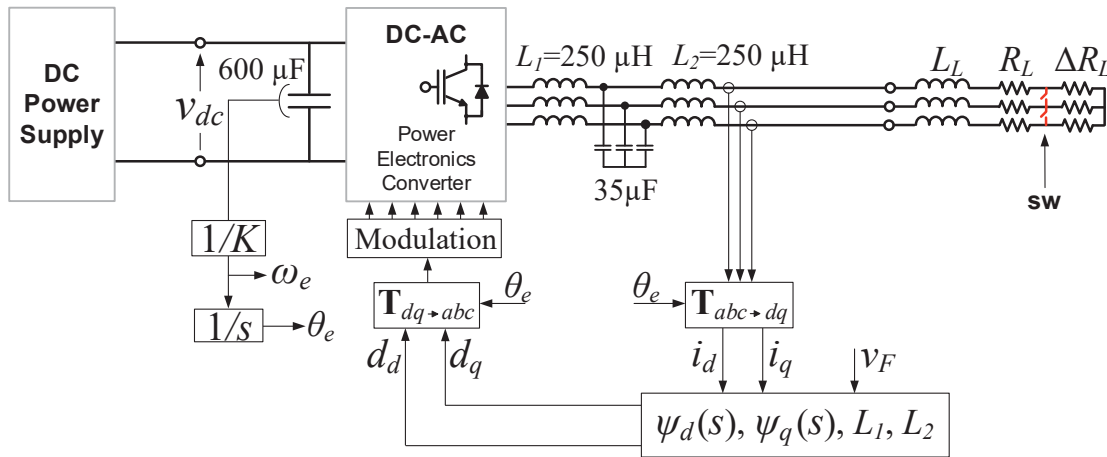 DC
Power
Supply
v_dc
600 μF
DC-AC
Power
Electronics
Converter
L_1=250 μH
L_2=250 μH
35μF
L_L
R_L
ΔR_L
sw
1/K
ω_e
1/s
θ_e
Modulation
T_dq→abc
θ_e
d_d
d_q
θ_e
T_abc→dq
i_d
i_q
v_F
ψ_d(s), ψ_q(s), L_1, L_2